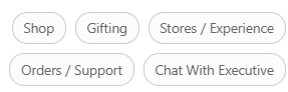 Shop Gifting Stores / Experience
Orders / Support Chat With Executive